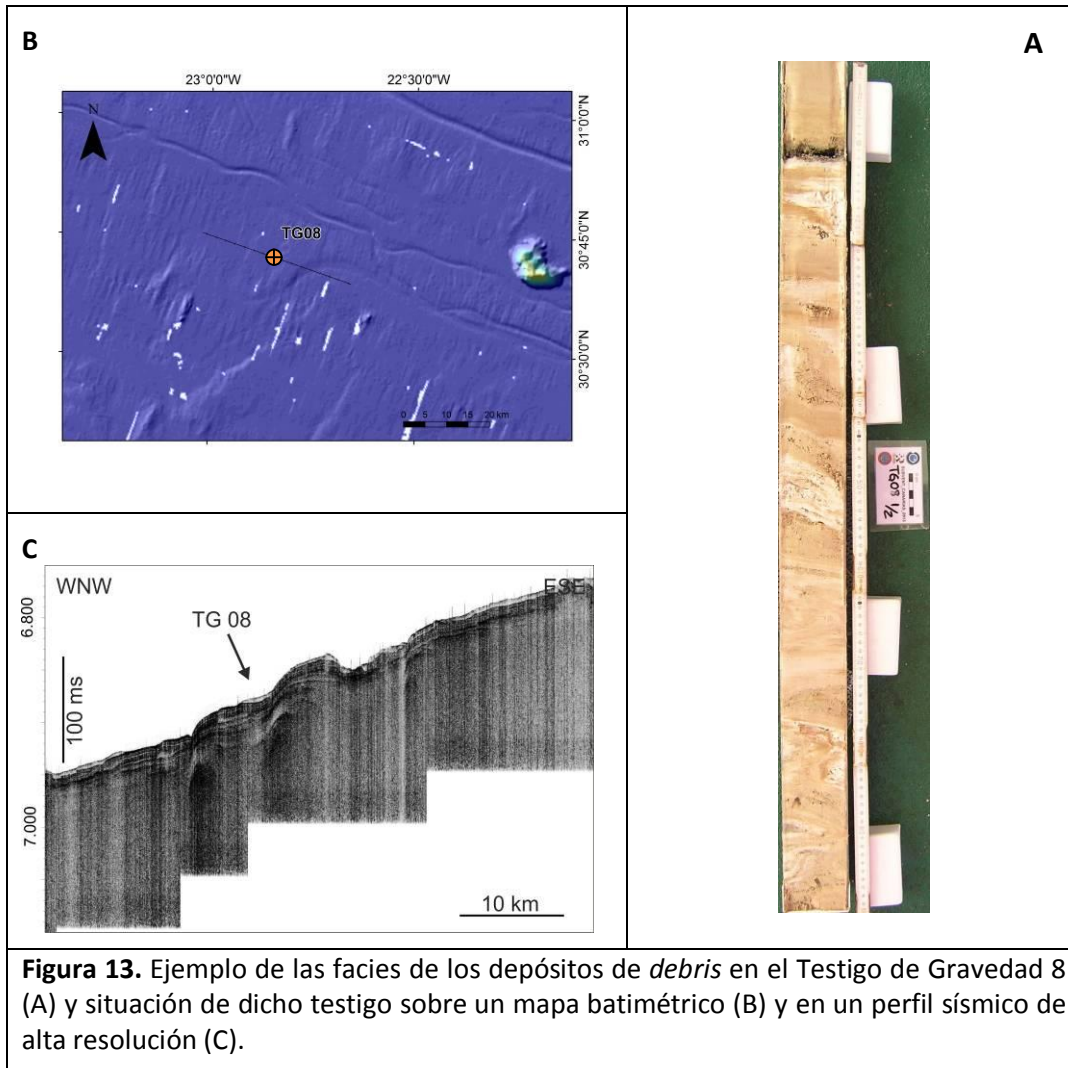 B
A
23°0'0"W
22°30'0"W
N
31°0'0"N
TG08
30°45'0"N
30°30'0"N
0 5 10 15 20 km
TG08 1/2
C
WNW
ESE
TG 08
6.800
100 ms
7.000
10 km
Figura 13. Ejemplo de las facies de los depósitos de debris en el Testigo de Gravedad 8
(A) y situación de dicho testigo sobre un mapa batimétrico (B) y en un perfil sísmico de
alta resolución (C).